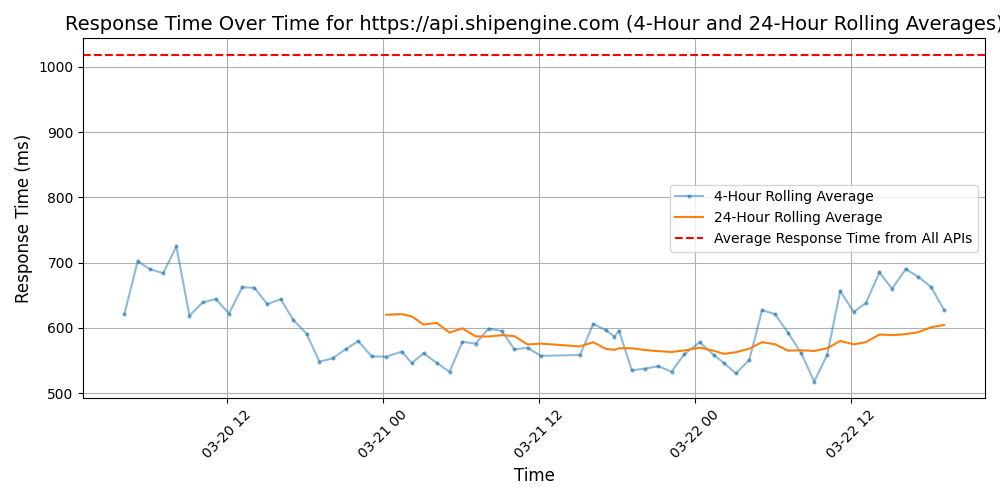 Response Time Over Time for https://api.shipengine.com (4-Hour and 24-Hour Rolling Averages)
Response Time (ms)
1000
900
800
700
600
500
4-Hour Rolling Average
24-Hour Rolling Average
Average Response Time from All APIs
03-20 12
03-21 00
03-21 12
03-22 00
03-22 12
Time